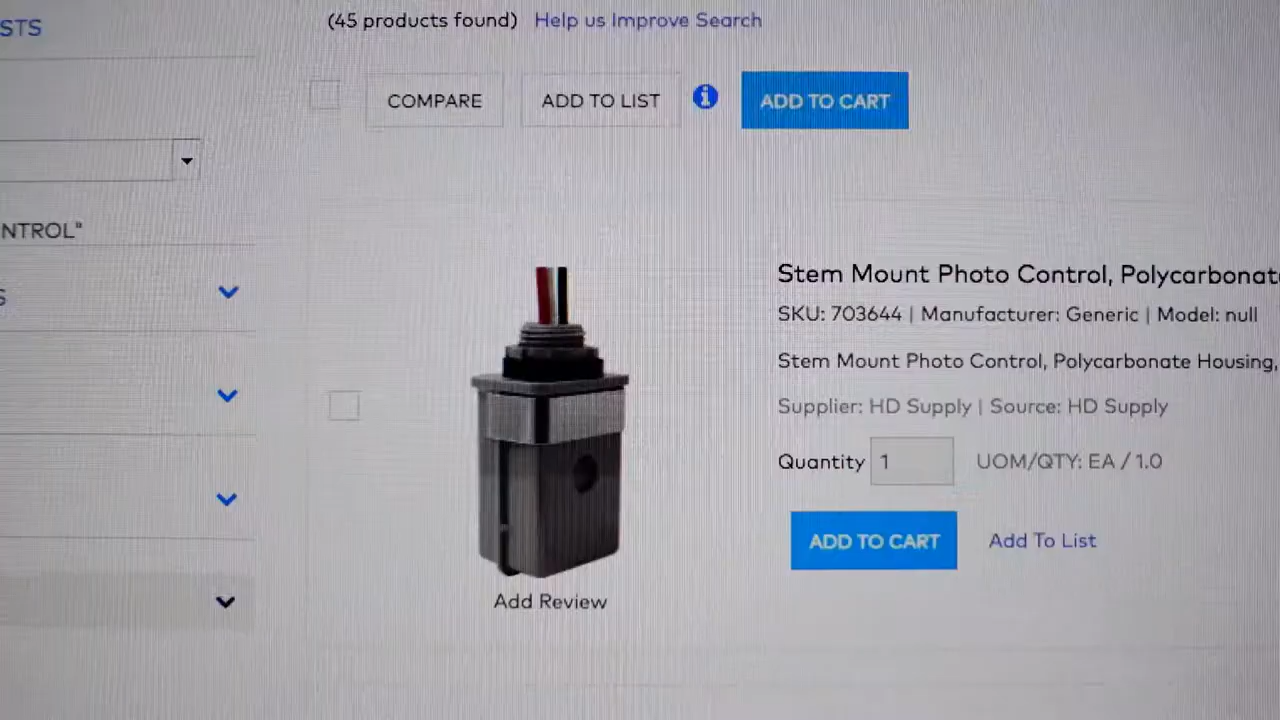 (45 products found) Help us Improve Search
STS
COMPARE ADD TO LIST ADD TO CART
NTROL"
S
Stem Mount Photo Control, Polycarbonat
SKU: 703644 | Manufacturer: Generic | Model: null
Stem Mount Photo Control, Polycarbonate Housing,
Supplier: HD Supply | Source: HD Supply
Quantity 1 UOM/QTY: EA / 1.0
ADD TO CART Add To List
Add Review